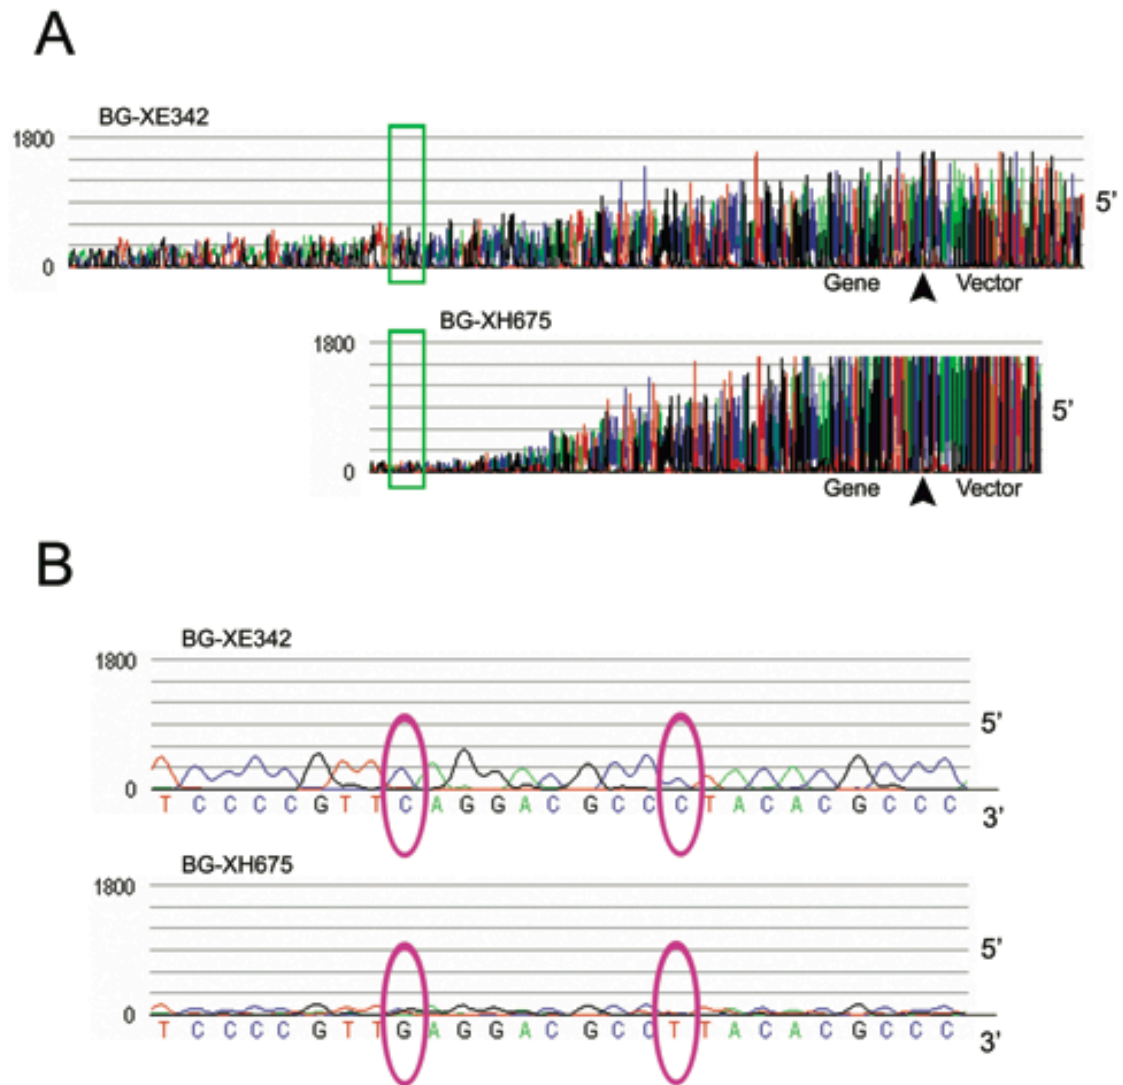 A
BG-XE342
1800
0
5'
Gene Vector
BG-XH675
1800
0
5'
Gene Vector
B
BG-XE342
1800
5'
0
T C C C C G T T C A G G A C G C C C T A C A C G C C C
3'
BG-XH675
1800
5'
0
T C C C C G T T G A G G A C G C C T T A C A C G C C C
3'